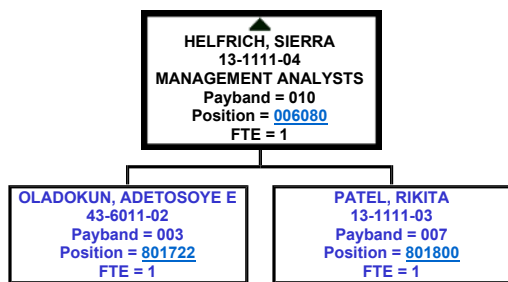 HELFRICH, SIERRA
13-1111-04
MANAGEMENT ANALYSTS
Payband = 010
Position = 006080
FTE = 1
OLADOKUN, ADETOSOYE E
43-6011-02
Payband = 003
Position = 801722
FTE = 1
PATEL, RIKITA
13-1111-03
Payband = 007
Position = 801800
FTE = 1